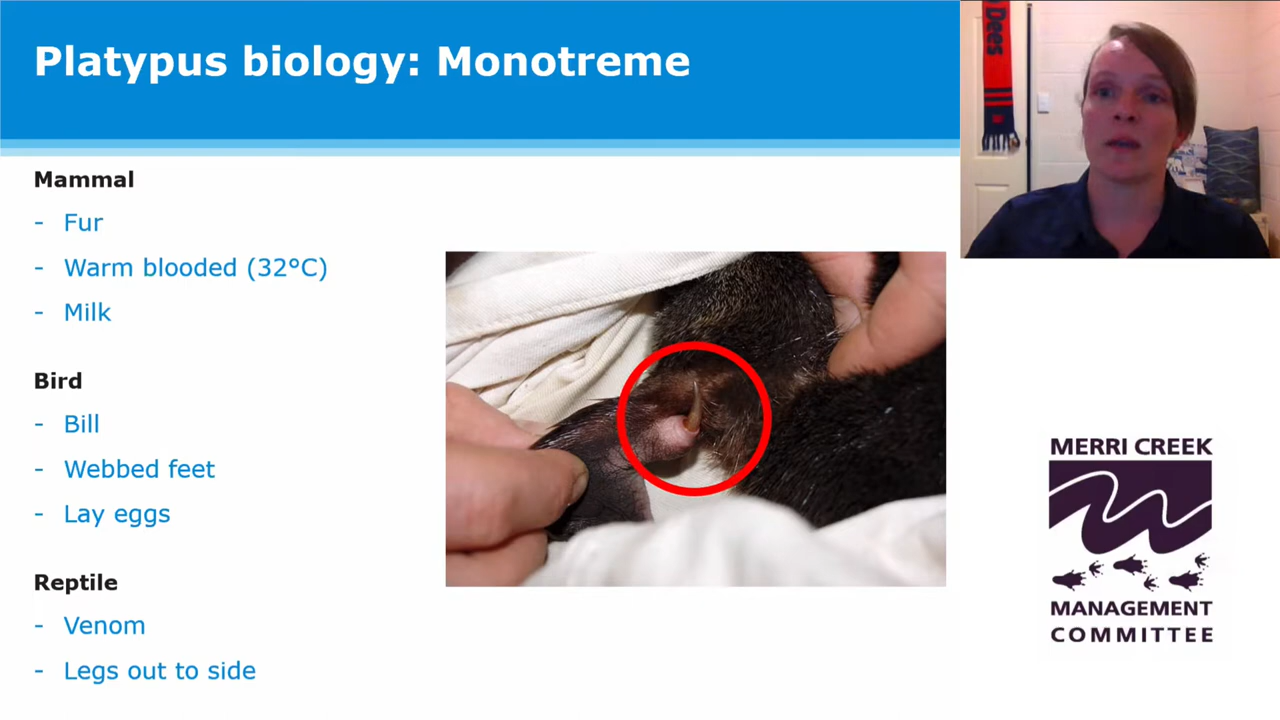 Platypus biology: Monotreme
Dees
Mammal
- Fur
- Warm blooded (32°C)
- Milk
Bird
- Bill
- Webbed feet
- Lay eggs
Reptile
- Venom
- Legs out to side
MERRI CREEK
MANAGEMENT
COMMITTEE